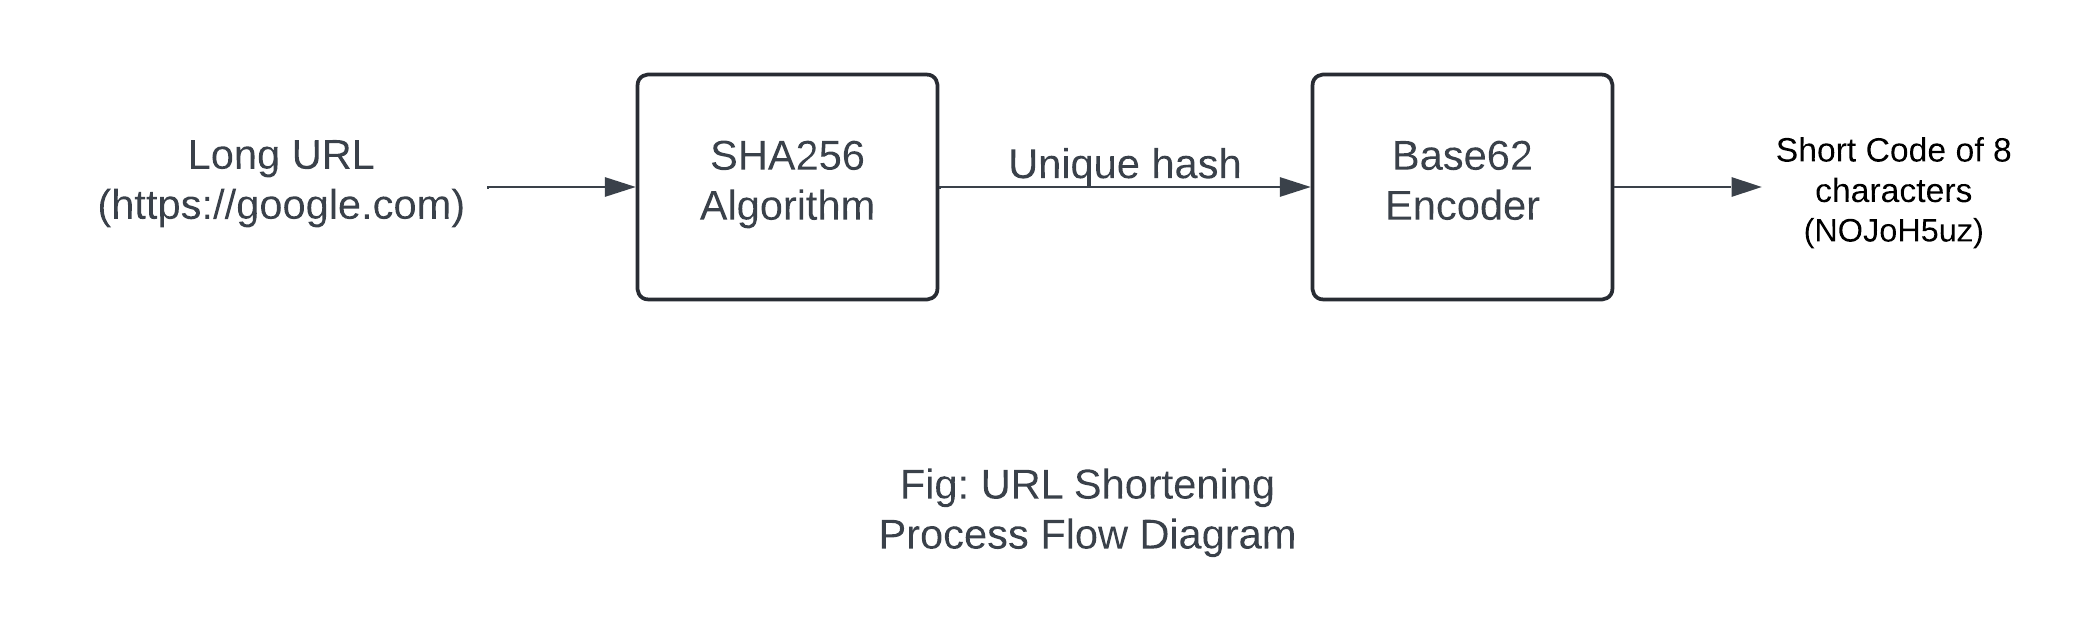 Long URL
(https://google.com)
SHA256
Algorithm
Unique hash
Base62
Encoder
Short Code of 8
characters
(NOJoH5uz)
Fig: URL Shortening
Process Flow Diagram